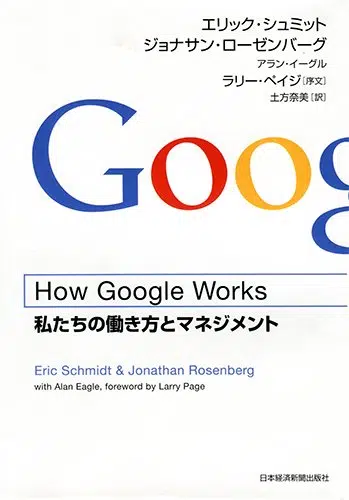 エリック・シュミット
ジョナサン・ローゼンバーグ
アラン・イーグル
ラリー・ペイジ［序文］
土方奈美［訳］
Goog
How Google Works
私たちの働き方とマネジメント
Eric Schmidt & Jonathan Rosenberg
with Alan Eagle, foreword by Larry Page
日本経済新聞出版社